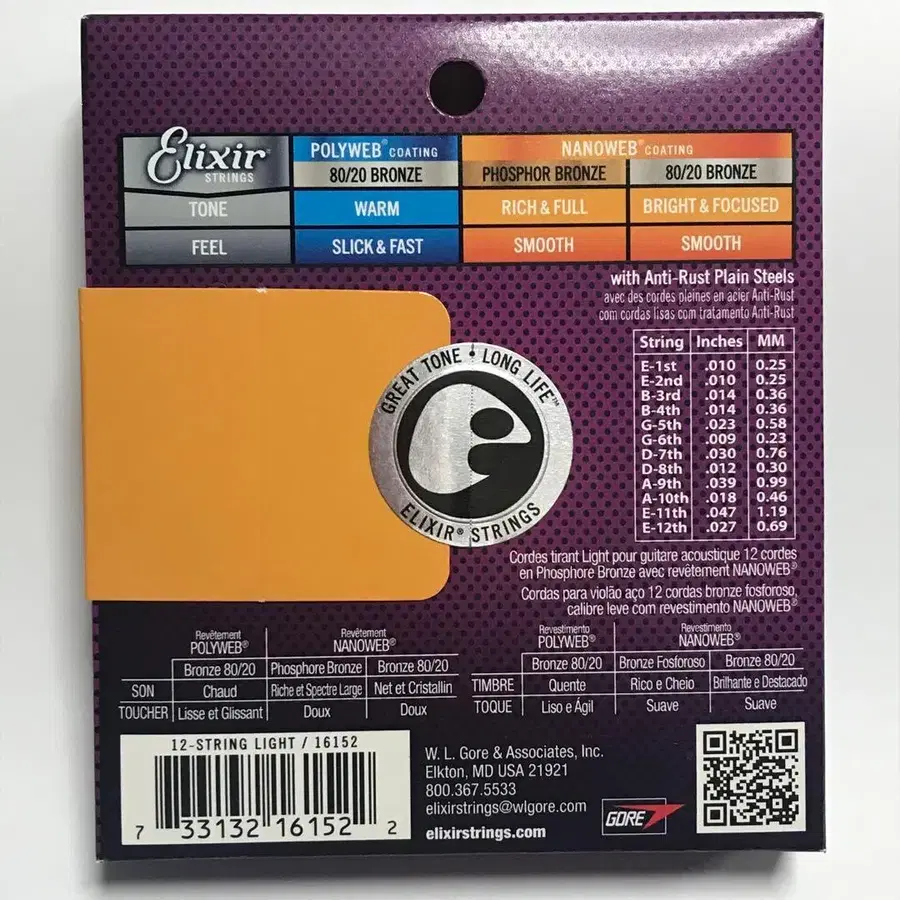 Elixir® STRINGS
POLYWEB® COATING
NANOWEB® COATING
80/20 BRONZE PHOSPHOR BRONZE 80/20 BRONZE
TONE WARM RICH & FULL BRIGHT & FOCUSED
FEEL SLICK & FAST SMOOTH SMOOTH
with Anti-Rust Plain Steels
avec des cordes pleines en acier Anti-Rust
com cordas lisas com tratamento Anti-Rust
String Inches MM
E-1st .010 0.25
E-2nd .010 0.25
B-3rd .014 0.36
B-4th .014 0.36
G-5th .023 0.58
G-6th .009 0.23
D-7th .030 0.76
D-8th .012 0.30
A-9th .039 0.99
A-10th .018 0.46
E-11th .047 1.19
E-12th .027 0.69
GREAT TONE • LONG LIFE™
ELIXIR® STRINGS
Cordes tirant Light pour guitare acoustique 12 cordes
en Phosphore Bronze avec revêtement NANOWEB®
Cordas para violão aço 12 cordas bronze fosforoso,
calibre leve com revestimento NANOWEB®
Revêtement POLYWEB® Revêtement NANOWEB®
Bronze 80/20 Phosphore Bronze Bronze 80/20
SON Chaud Riche et Spectre Large Net et Cristallin
TOUCHER Lisse et Glissant Doux Doux
Revestimento POLYWEB® Revestimento NANOWEB®
Bronze 80/20 Bronze Fosforoso Bronze 80/20
TIMBRE Quente Rico e Cheio Brilhante e Destacado
TOQUE Liso e Ágil Suave Suave
12-STRING LIGHT / 16152
7 33132 16152 2
W. L. Gore & Associates, Inc.
Elkton, MD USA 21921
800.367.5533
elixirstrings@wlgore.com
elixirstrings.com
GORE